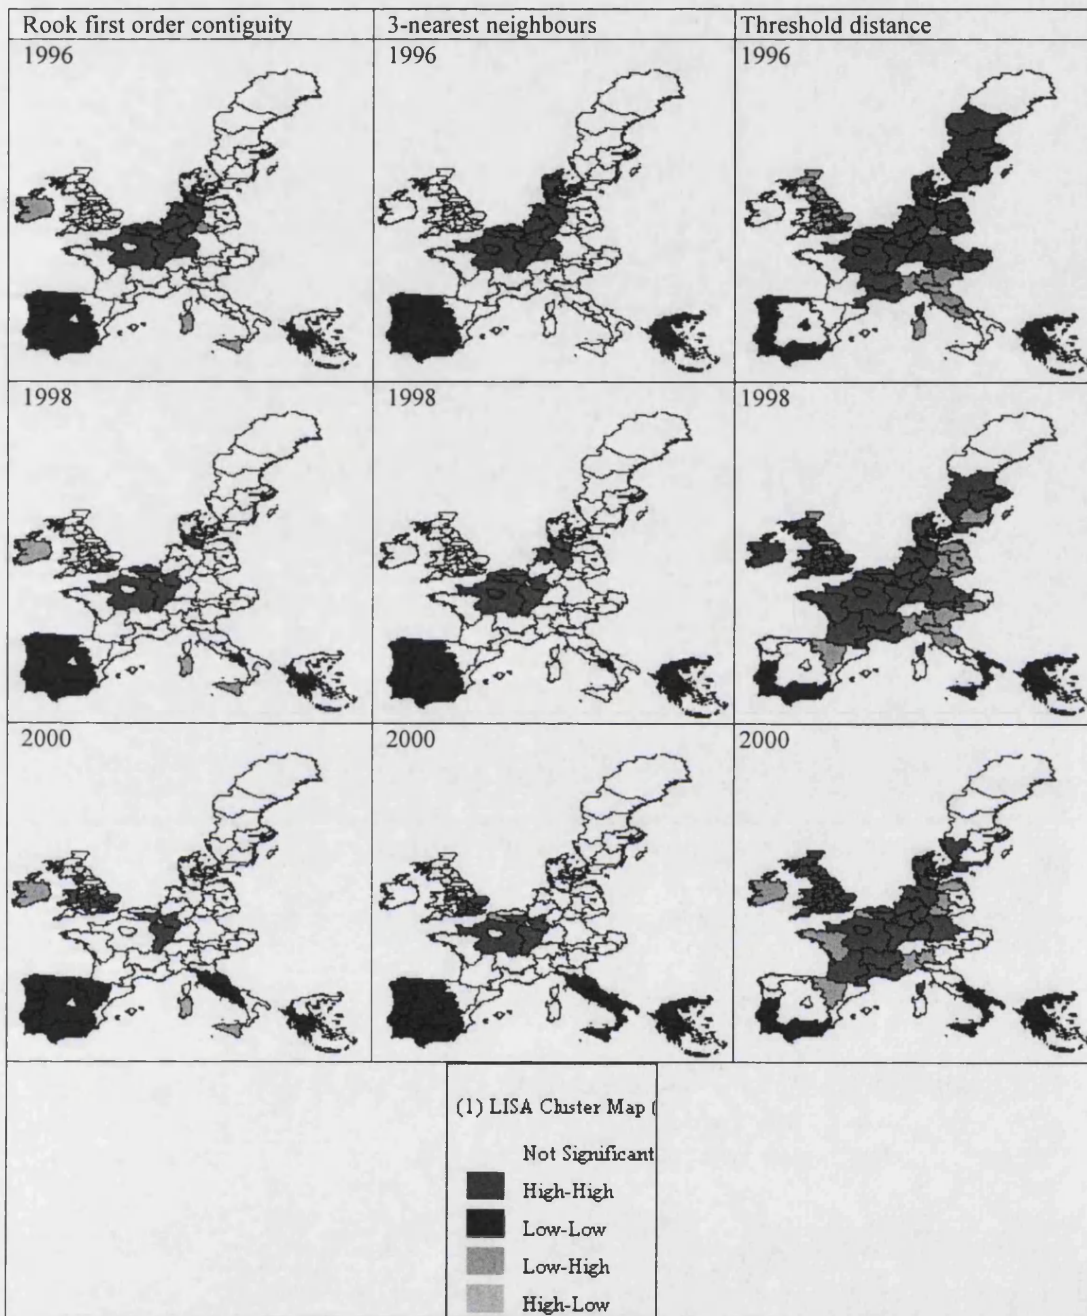 Rook first order contiguity
3-nearest neighbours
Threshold distance
1996
1996
1996
1998
1998
1998
2000
2000
2000
(1) LISA Cluster Map (
Not Significant
High-High
Low-Low
Low-High
High-Low